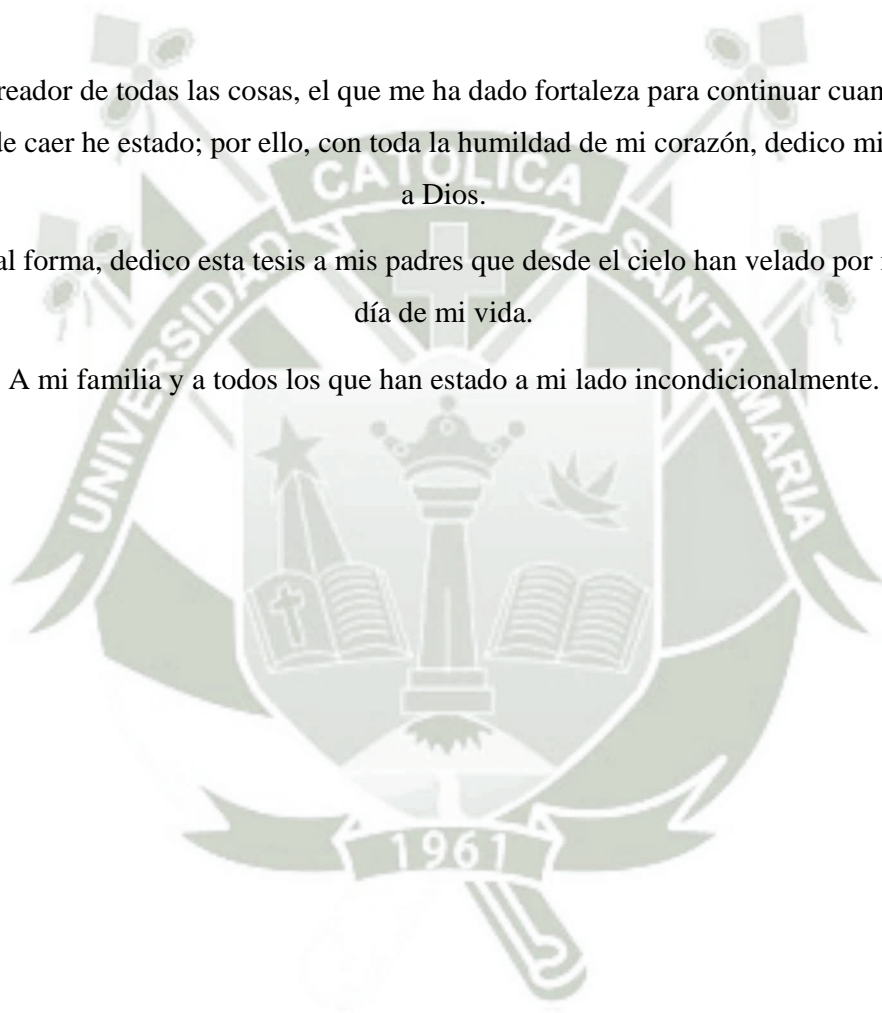 reador de todas las cosas, el que me ha dado fortaleza para continuar cuan
de caer he estado; por ello, con toda la humildad de mi corazón, dedico mi
a Dios.
al forma, dedico esta tesis a mis padres que desde el cielo han velado por
día de mi vida.
A mi familia y a todos los que han estado a mi lado incondicionalmente.
UNIVERSIDAD CATOLICA SANTA MARIA
1961